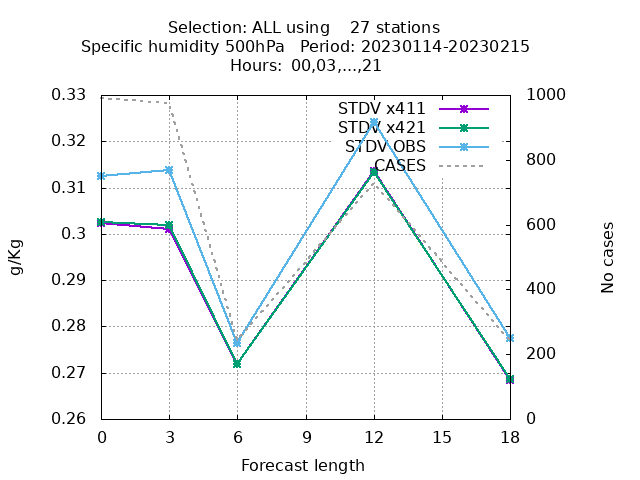 Selection: ALL using    27 stations
Specific humidity 500hPa   Period: 20230114-20230215
Hours:  00,03,...,21
STDV x411
STDV x421
STDV OBS
CASES
0.33
0.32
0.31
0.3
0.29
0.28
0.27
0.26
g/Kg
1000
800
600
400
200
0
No cases
0 3 6 9 12 15 18
Forecast length